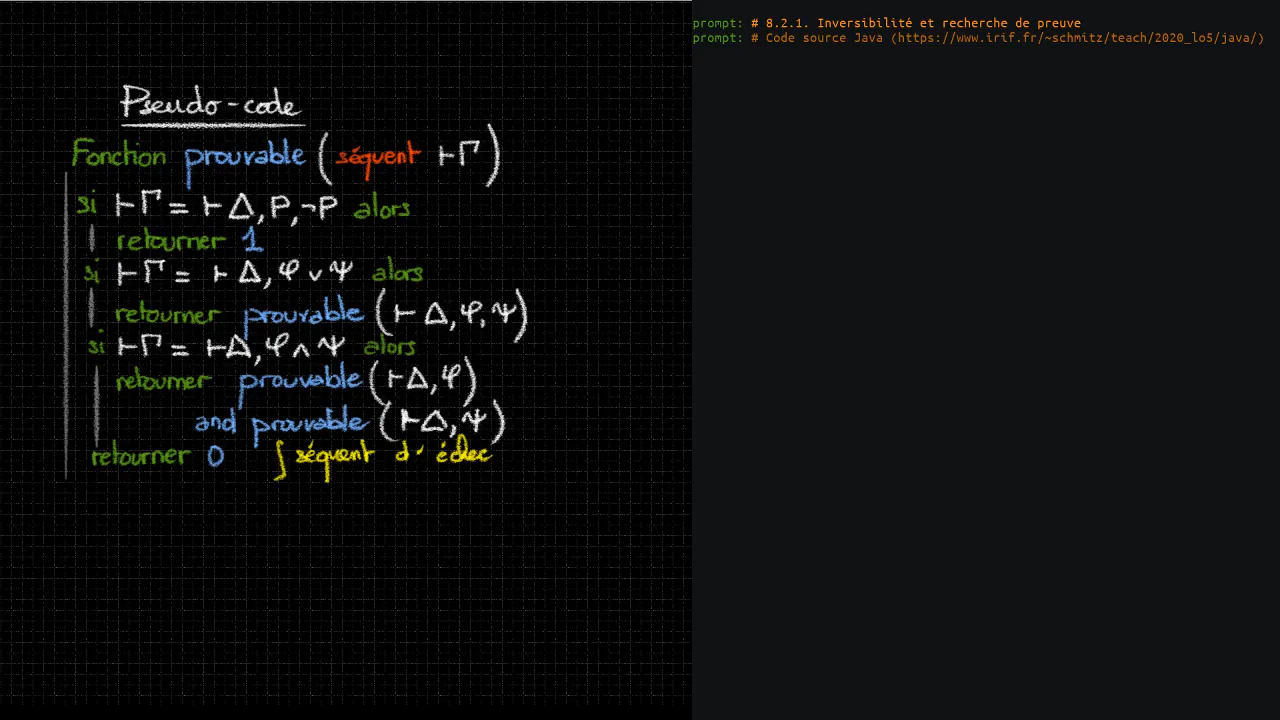 Pseudo-code
Fonction prouvable (séquent ⊢Γ)
si ⊢Γ = ⊢Δ, P, ¬P alors
retourner 1
si ⊢Γ = ⊢Δ, φ ∨ ψ alors
retourner prouvable (⊢Δ, φ, ψ)
si ⊢Γ = ⊢Δ, φ ∧ ψ alors
retourner prouvable (⊢Δ, φ)
and prouvable (⊢Δ, ψ)
retourner 0 ∫ séquent d'échec
prompt: # 8.2.1. Inversibilité et recherche de preuve
prompt: # Code source Java (https://www.irif.fr/~schmitz/teach/2020_lo5/java/)